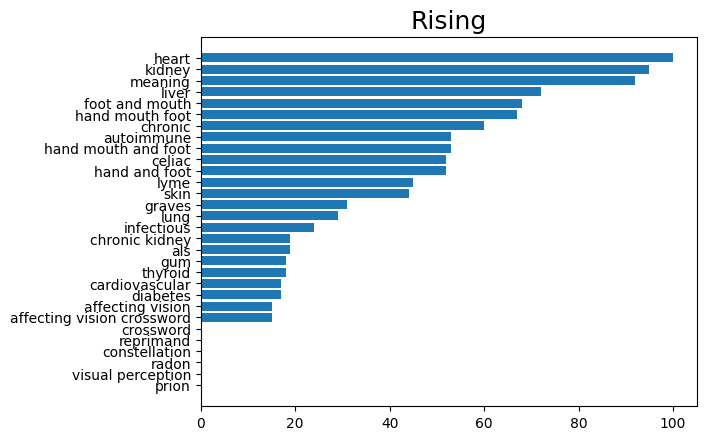 Rising
heart
kidney
meaning
liver
foot and mouth
hand mouth foot
chronic
autoimmune
hand mouth and foot
celiac
hand and foot
lyme
skin
graves
lung
infectious
chronic kidney
als
gum
thyroid
cardiovascular
diabetes
affecting vision
affecting vision crossword
crossword
reprimand
constellation
radon
visual perception
prion
0 20 40 60 80 100